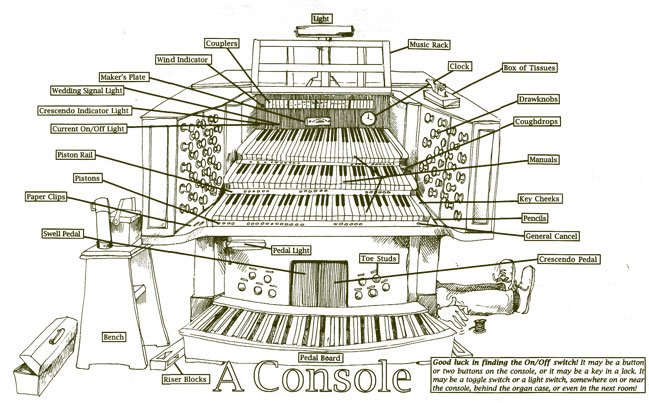 Light
Couplers
Music Rack
Wind Indicator
Clock
Box of Tissues
Maker's Plate
Wedding Signal Light
Drawknobs
Crescendo Indicator Light
Coughdrops
Current On/Off Light
Piston Rail
Manuals
Pistons
Paper Clips
Key Cheeks
Pencils
Swell Pedal
General Cancel
Pedal Light
Toe Studs
Crescendo Pedal
Bench
Pedal Board
Riser Blocks
A Console
Good luck in finding the On/Off switch! It may be a button
or two buttons on the console, or it may be a key in a lock. It
may be a toggle switch or a light switch, somewhere on or near
the console, behind the organ case, or even in the next room!